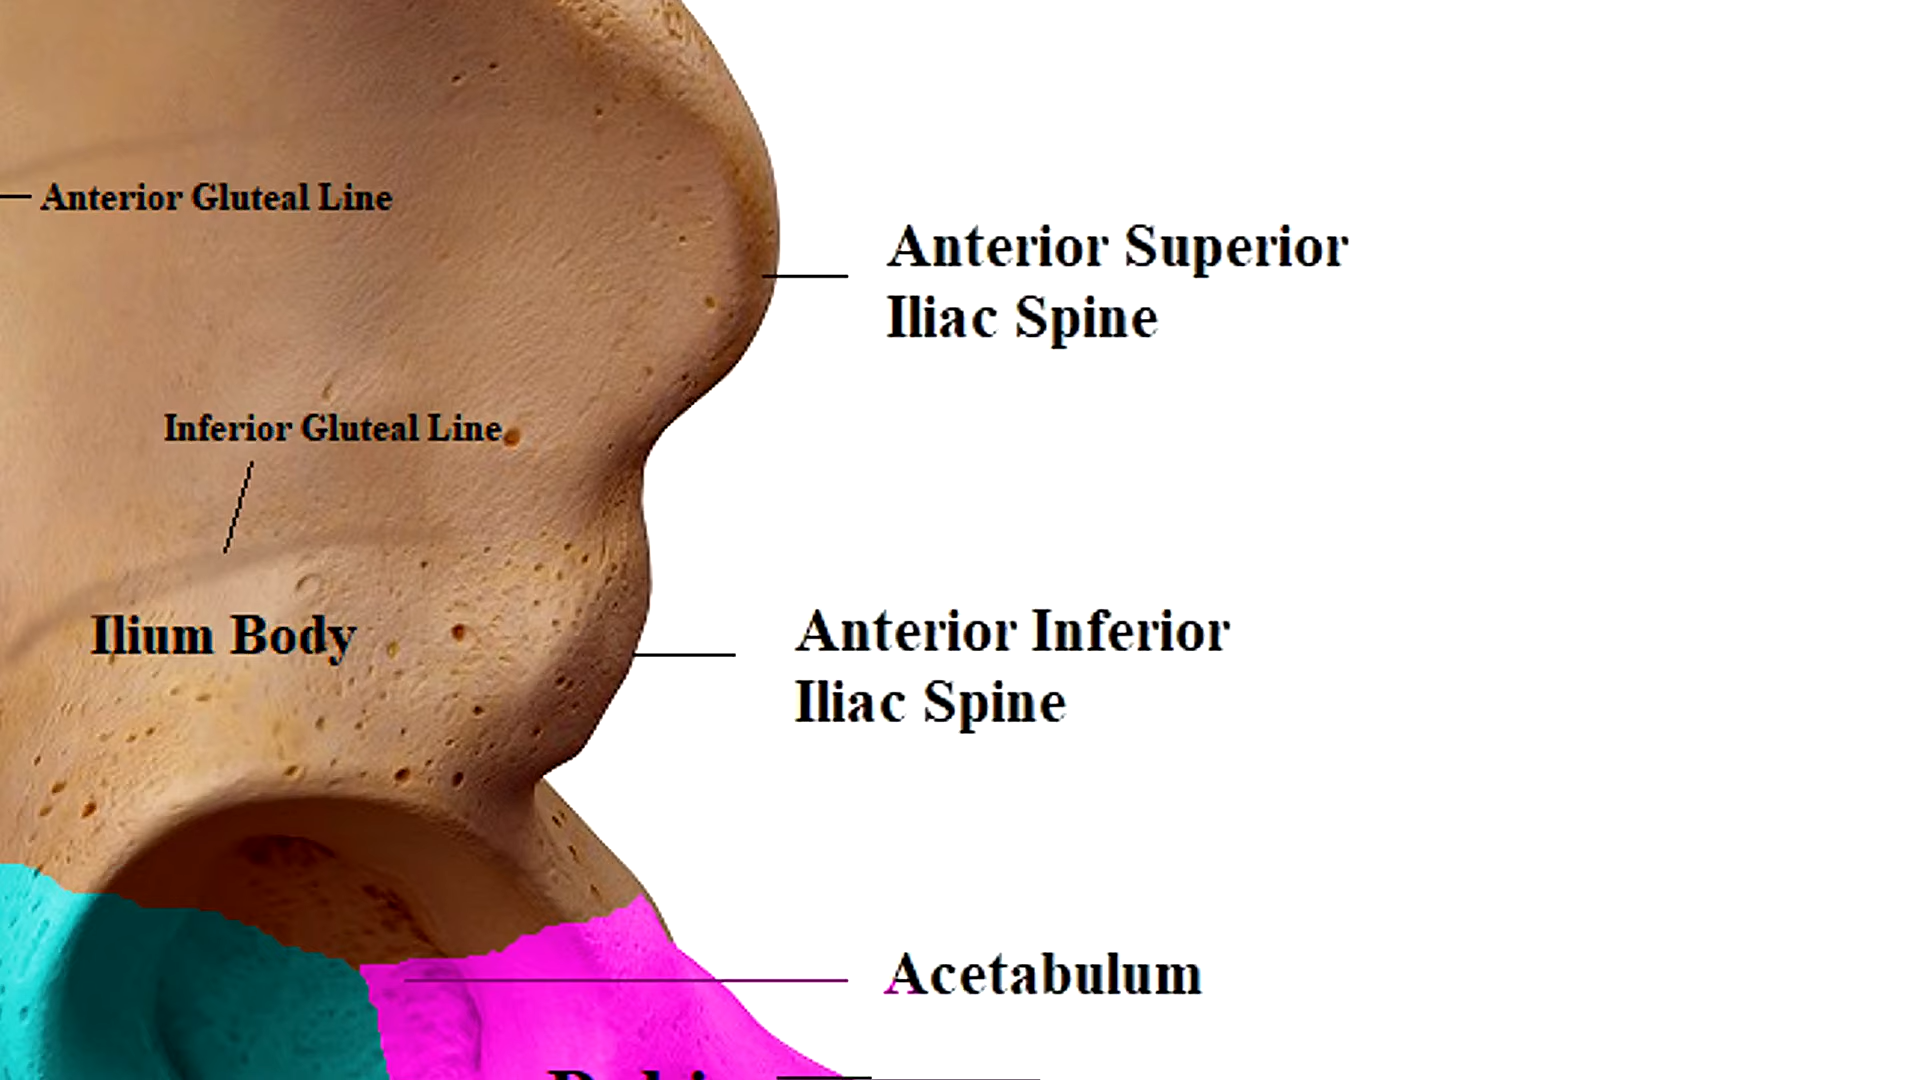 Anterior Gluteal Line
Anterior Superior
Iliac Spine
Inferior Gluteal Line
Ilium Body
Anterior Inferior
Iliac Spine
Acetabulum